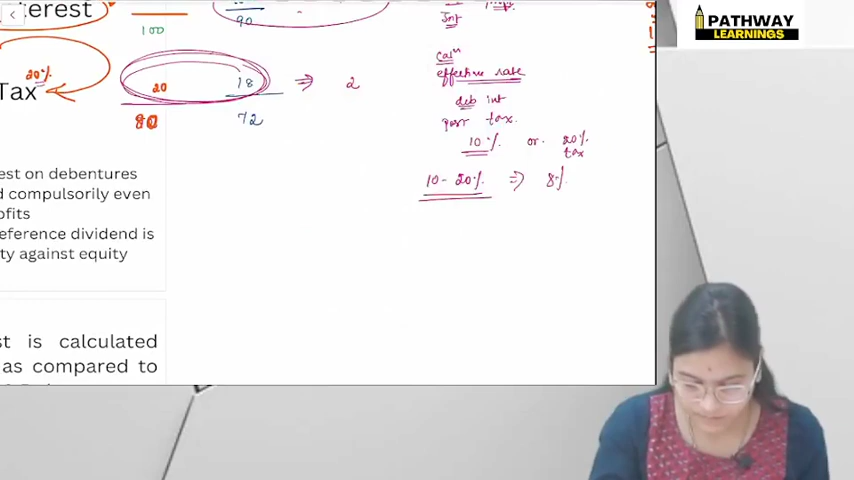 terest
100
90
Int
Calⁿ
effective rate
deb int
post tax.
10% or 20% tax
10 - 20% ⇒ 8%
20%
Tax
20 18 ⇒ 2
80 72
est on debentures
d compulsorily even
ofits
eference dividend is
ty against equity
st is calculated
as compared to
PATHWAY
LEARNINGS